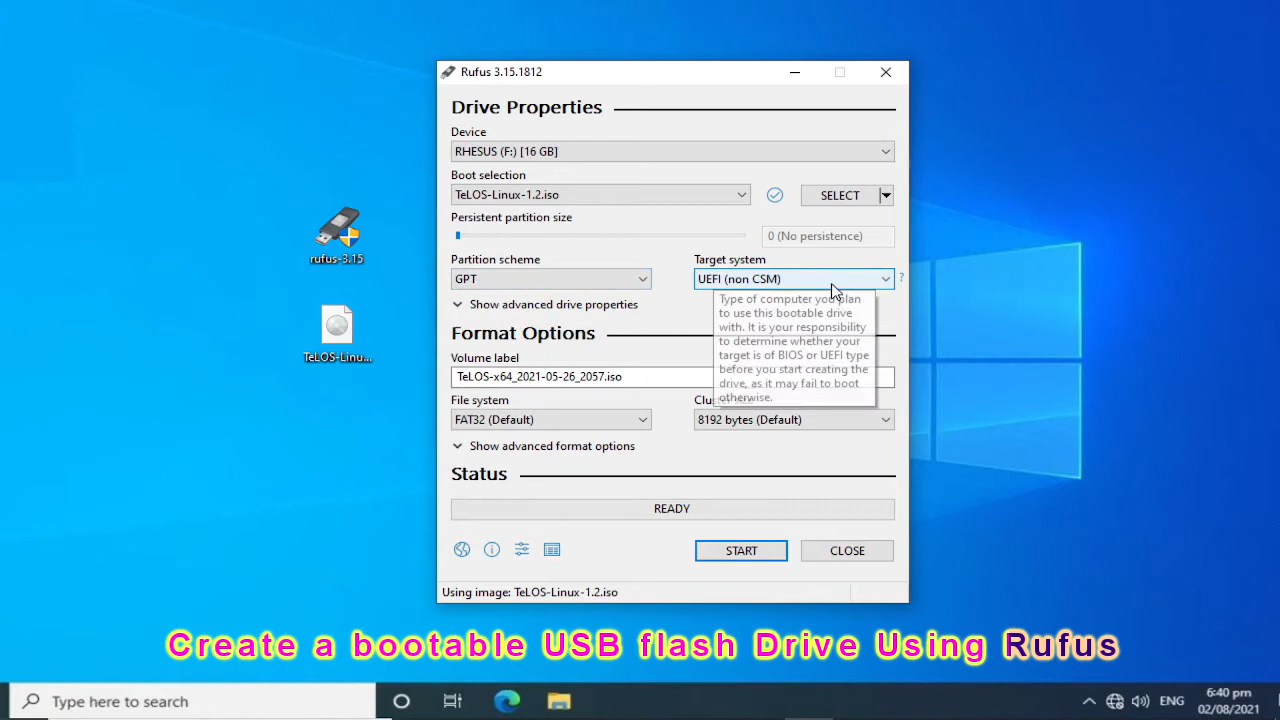 Rufus 3.15.1812
Drive Properties
Device
RHESUS (F:) [16 GB]
Boot selection
TeLOS-Linux-1.2.iso
SELECT
Persistent partition size
0 (No persistence)
Partition scheme
Target system
GPT
UEFI (non CSM)
?
Show advanced drive properties
Type of computer you plan
to use this bootable drive
with. It is your responsibility
to determine whether your
target is of BIOS or UEFI type
before you start creating the
drive, as it may fail to boot
otherwise.
Format Options
Volume label
TeLOS-x64_2021-05-26_2057.iso
File system
FAT32 (Default)
8192 bytes (Default)
Show advanced format options
Status
READY
START
CLOSE
Using image: TeLOS-Linux-1.2.iso
rufus-3.15
TeLOS-Linu...
Create a bootable USB flash Drive Using Rufus
Type here to search
ENG
6:40 pm
02/08/2021